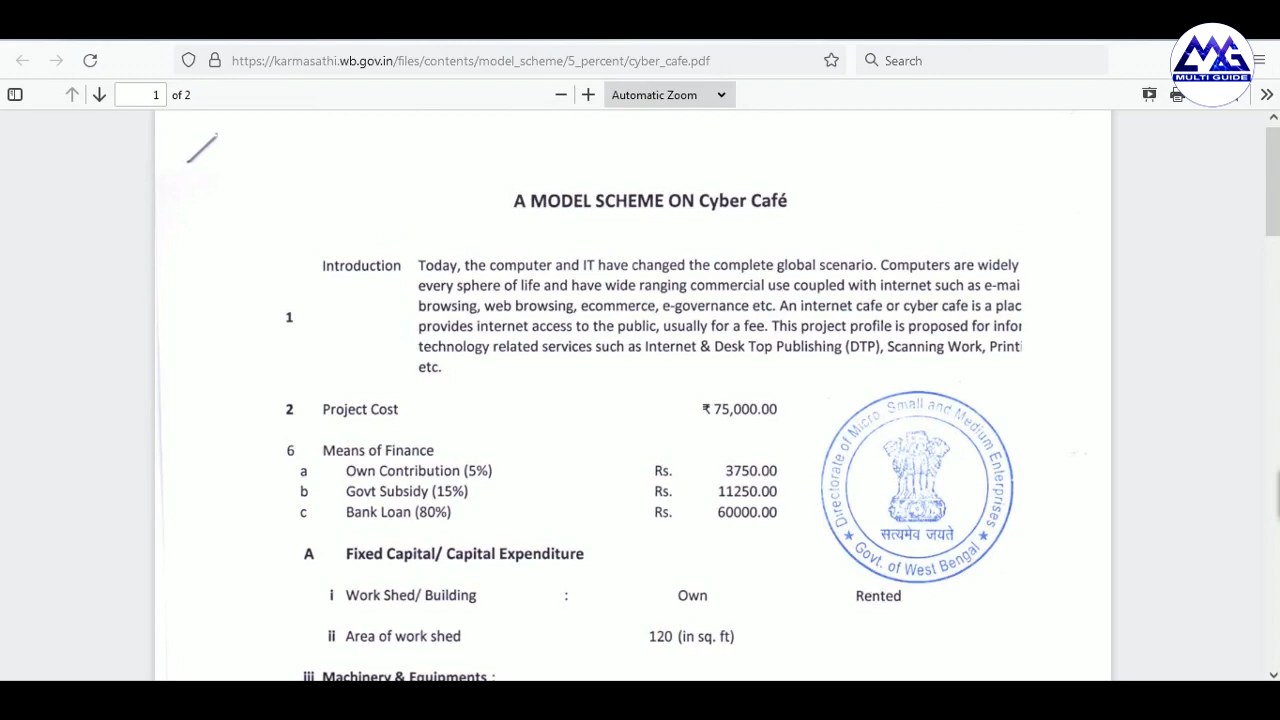 MG
MULTI GUIDE
https://karmasathi.wb.gov.in/files/contents/model_scheme/5_percent/cyber_cafe.pdf
Search
1 of 2
Automatic Zoom
A MODEL SCHEME ON Cyber Café
Introduction Today, the computer and IT have changed the complete global scenario. Computers are widely
every sphere of life and have wide ranging commercial use coupled with internet such as e-mai
browsing, web browsing, ecommerce, e-governance etc. An internet cafe or cyber cafe is a plac
1
provides internet access to the public, usually for a fee. This project profile is proposed for infor
technology related services such as Internet & Desk Top Publishing (DTP), Scanning Work, Printi
etc.
2 Project Cost ₹ 75,000.00
6 Means of Finance
a Own Contribution (5%) Rs. 3750.00
b Govt Subsidy (15%) Rs. 11250.00
c Bank Loan (80%) Rs. 60000.00
Directorate of Micro Small and Medium Enterprises
सत्यमेव जयते
Govt. of West Bengal
A Fixed Capital/ Capital Expenditure
i Work Shed/ Building : Own Rented
ii Area of work shed 120 (in sq. ft)
iii Machinery & Equipments :